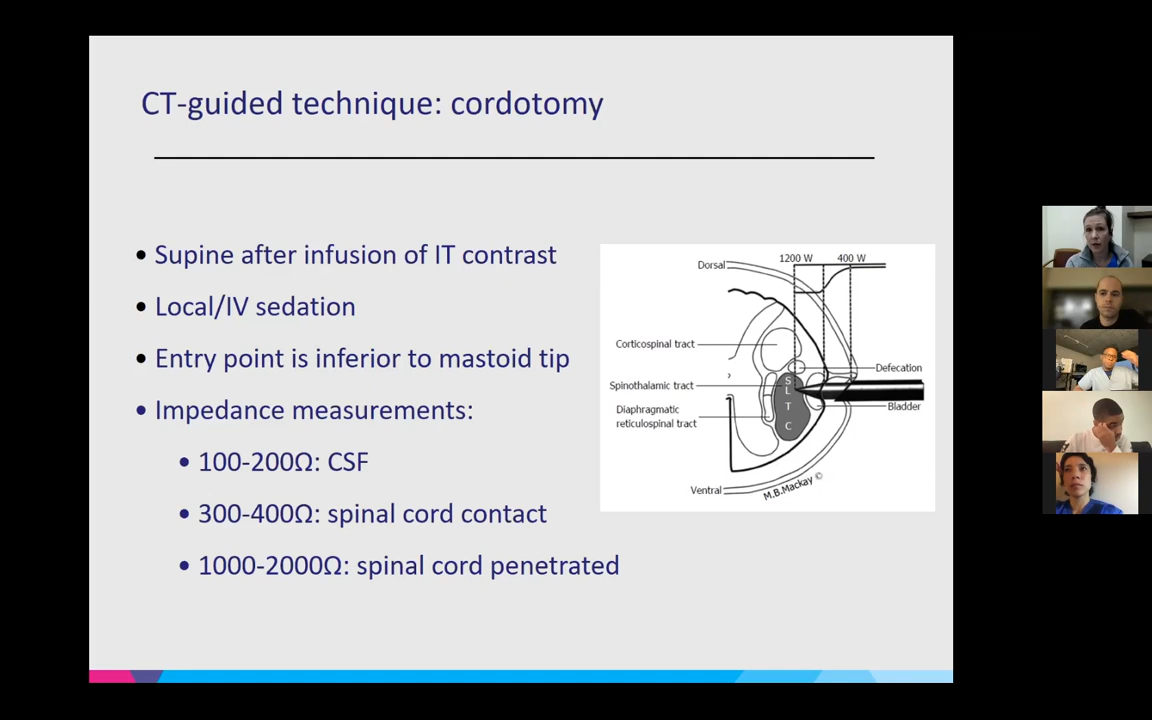 CT-guided technique: cordotomy
• Supine after infusion of IT contrast
• Local/IV sedation
• Entry point is inferior to mastoid tip
• Impedance measurements:
• 100-200Ω: CSF
• 300-400Ω: spinal cord contact
• 1000-2000Ω: spinal cord penetrated
1200 W
400 W
Dorsal
Corticospinal tract
Defecation
Spinothalamic tract
S
L
T
C
Diaphragmatic
reticulospinal tract
Bladder
Ventral
M.B.Mackay ©